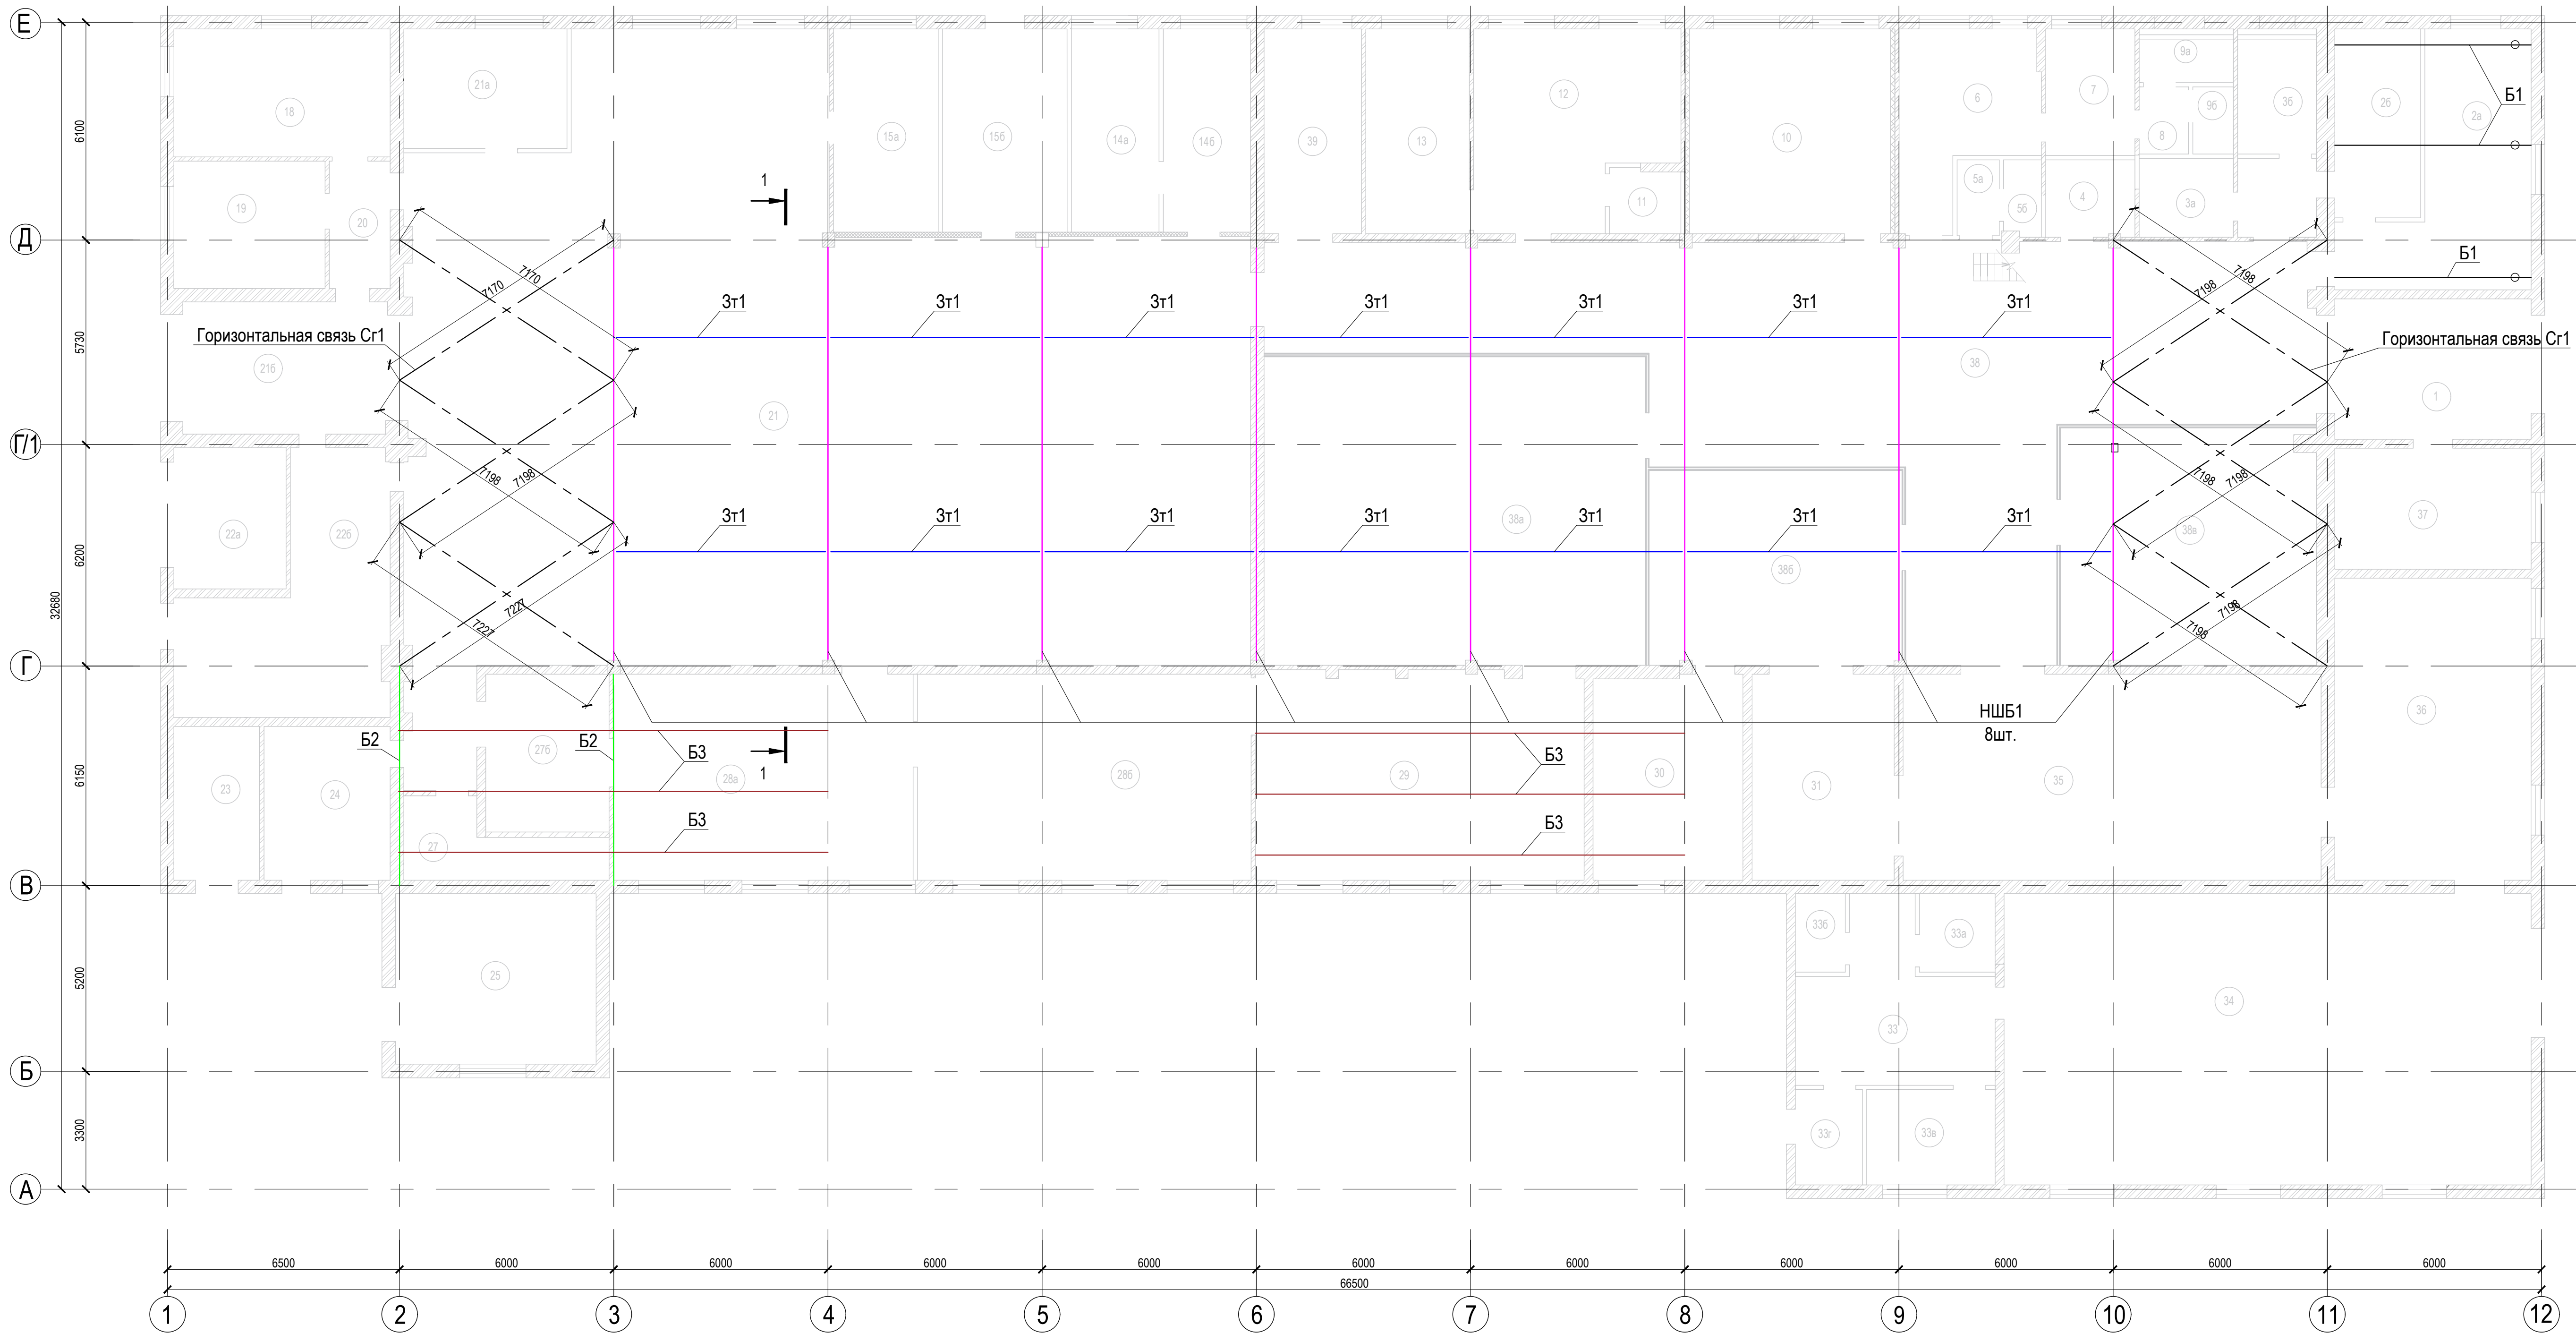 Е
21а
9а
18
12
6
7
9б
3б
2б
2а
Б1
6100
15а
15б
14а
14б
39
13
10
8
1
5а
4
19
20
11
5б
3а
Д
7170
7170
7198
7198
Б1
Зт1
Зт1
Зт1
Зт1
Зт1
Зт1
Зт1
5730
Горизонтальная связь Сг1
Горизонтальная связь Сг1
21б
38
21
1
Г/1
7198
7198
7198
7198
22а
22б
Зт1
Зт1
Зт1
Зт1
Зт1
Зт1
Зт1
38а
38в
37
6200
38б
32680
7227
7227
7198
7198
Г
НШБ1
8шт.
36
Б2
Б2
Б3
Б3
27б
28а
28б
29
30
31
35
1
6150
23
24
27
Б3
Б3
В
33б
33а
5200
25
34
33
Б
3300
33г
33в
А
6500
6000
6000
6000
6000
6000
6000
6000
6000
6000
6000
66500
1
2
3
4
5
6
7
8
9
10
11
12